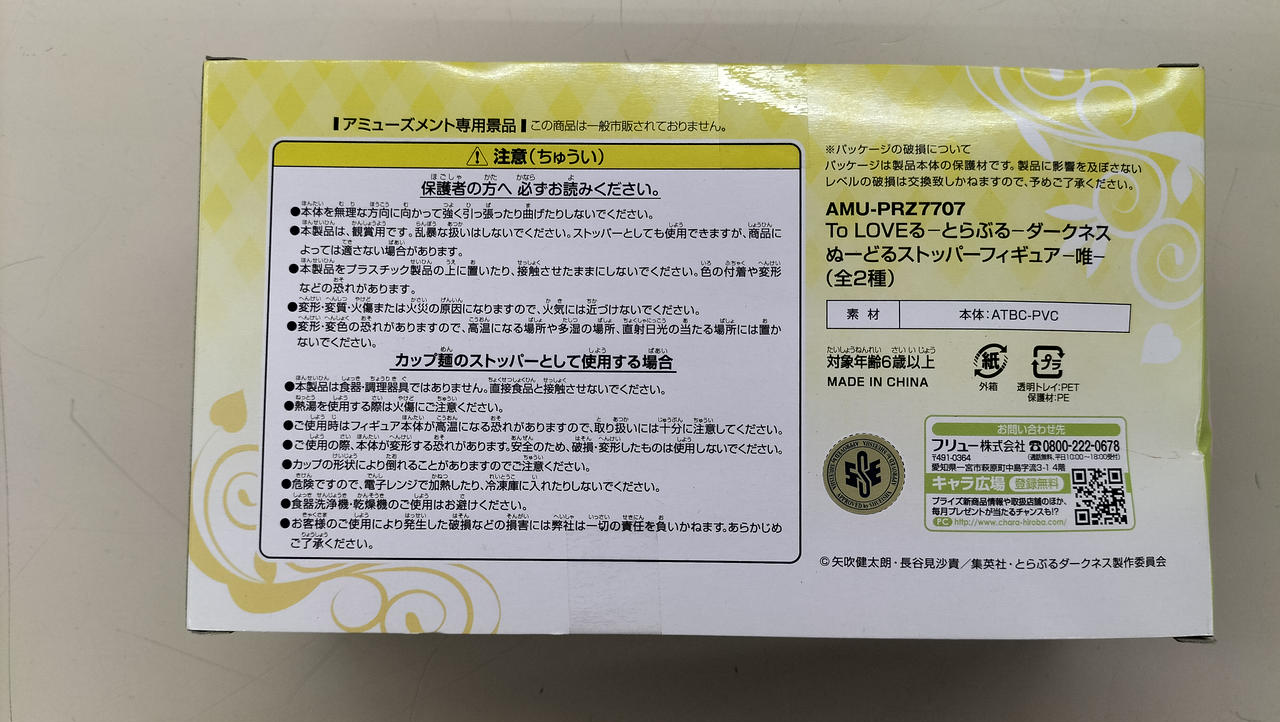 ▌アミューズメント専用景品▐ この商品は一般市販されておりません。
⚠ 注意(ちゅうい)
保護者の方へ 必ずお読みください。
●本体を無理な方向に向かって強く引っ張ったり曲げたりしないでください。
●本製品は、観賞用です。乱暴な扱いはしないでください。ストッパーとしても使用できますが、商品に
よっては適さない場合があります。
●本製品をプラスチック製品の上に置いたり、接触させたままにしないでください。色の付着や変形
などの恐れがあります。
●変形・変質・火傷または火災の原因になりますので、火気には近づけないでください。
●変形・変色の恐れがありますので、高温になる場所や多湿の場所、直射日光の当たる場所には置か
ないでください。
カップ麺のストッパーとして使用する場合
●本製品は食器・調理器具ではありません。直接食品と接触させないでください。
●熱湯を使用する際は火傷にご注意ください。
●ご使用時はフィギュア本体が高温になる恐れがありますので、取り扱いには十分に注意してください。
●ご使用の際、本体が変形する恐れがあります。安全のため、破損・変形したものは使用しないでください。
●カップの形状により倒れることがありますのでご注意ください。
●危険ですので、電子レンジで加熱したり、冷凍庫に入れたりしないでください。
●食器洗浄機・乾燥機のご使用はお避けください。
●お客様のご使用により発生した破損などの損害には弊社は一切の責任を負いかねます。あらかじめ
ご了承ください。
※パッケージの破損について
パッケージは製品本体の保護材です。製品に影響を及ぼさない
レベルの破損は交換致しかねますので、予めご了承ください。
AMU-PRZ7707
To LOVEる－とらぶる－ダークネス
ぬーどるストッパーフィギュア－唯－
(全2種)
素 材 本体:ATBC-PVC
対象年齢6歳以上
MADE IN CHINA
紙
外箱
プラ
透明トレイ:PET
保護材:PE
お問い合わせ先
フリュー株式会社 ☎0800-222-0678
〒491-0364 (通話無料、平日10:00～18:00受付)
愛知県一宮市萩原町中島字流3-1 4階
キャラ広場 登録無料
プライズ新商品情報や取扱店舗のほか、
毎月プレゼントが当たるチャンスも!?
PC http://www.chara-hiroba.com/
©矢吹健太朗・長谷見沙貴／集英社・とらぶるダークネス製作委員会